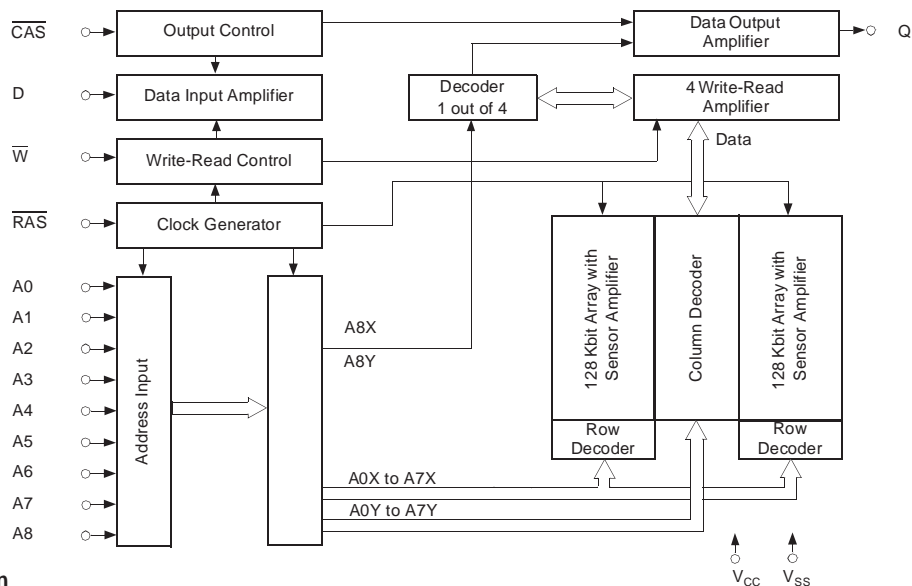 C̅A̅S̅
Output Control
Data Output
Amplifier
Q
D
Data Input Amplifier
Decoder
1 out of 4
4 Write-Read
Amplifier
W̅
Write-Read Control
Data
R̅A̅S̅
Clock Generator
A0
A1
A2
A3
A4
A5
A6
A7
A8
Address Input
A8X
A8Y
128 Kbit Array with
Sensor Amplifier
Column Decoder
128 Kbit Array with
Sensor Amplifier
Row
Decoder
Row
Decoder
A0X to A7X
A0Y to A7Y
VCC
VSS